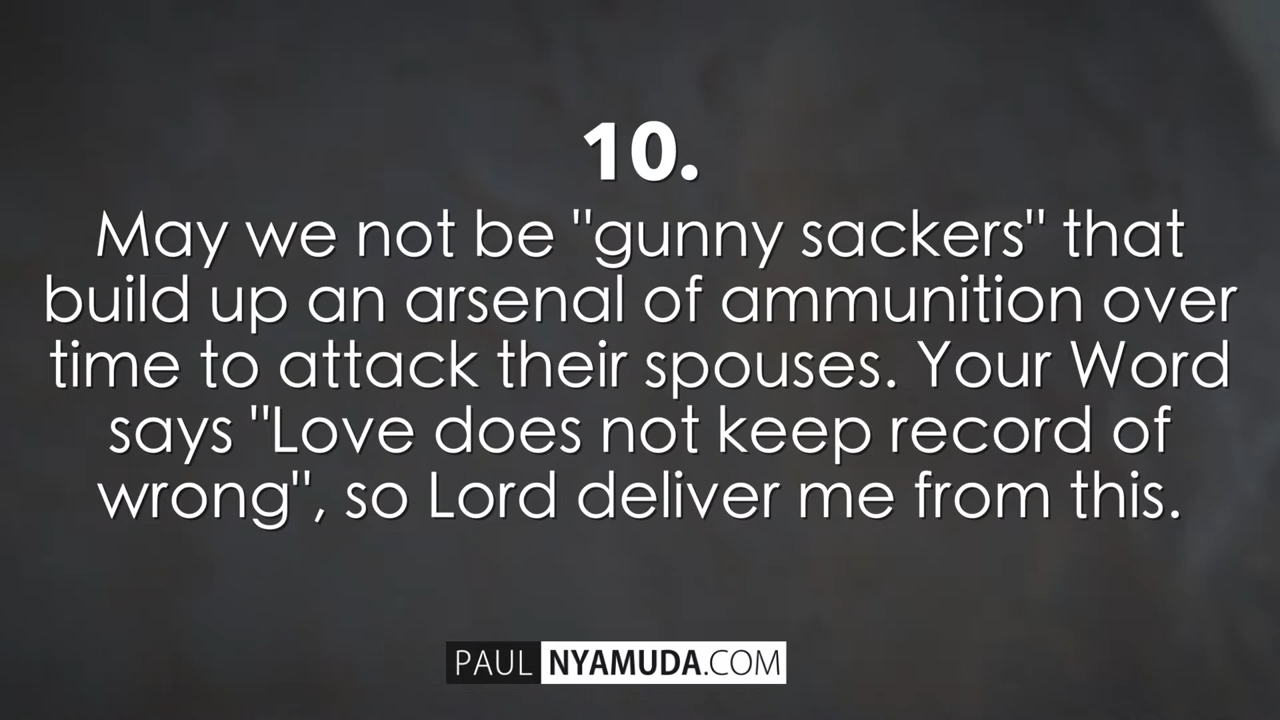 10.
May we not be "gunny sackers" that
build up an arsenal of ammunition over
time to attack their spouses. Your Word
says "Love does not keep record of
wrong", so Lord deliver me from this.
PAUL NYAMUDA.COM